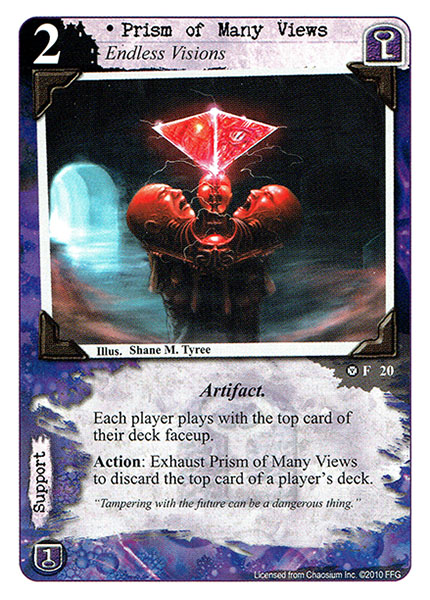 2
• Prism of Many Views
Endless Visions
Illus. Shane M. Tyree
F 20
Artifact.
Each player plays with the top card of
their deck faceup.
Action: Exhaust Prism of Many Views
to discard the top card of a player's deck.
"Tampering with the future can be a dangerous thing."
Support
Licensed from Chaosium Inc. ©2010 FFG